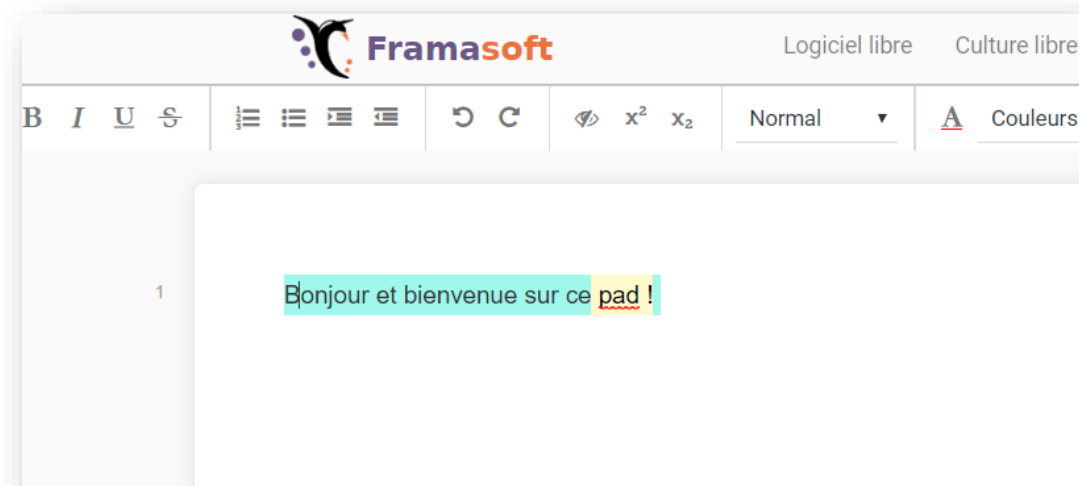 Framasoft
Logiciel libre Culture libre
B I U S x² x₂ Normal A Couleurs
1 Bonjour et bienvenue sur ce pad !